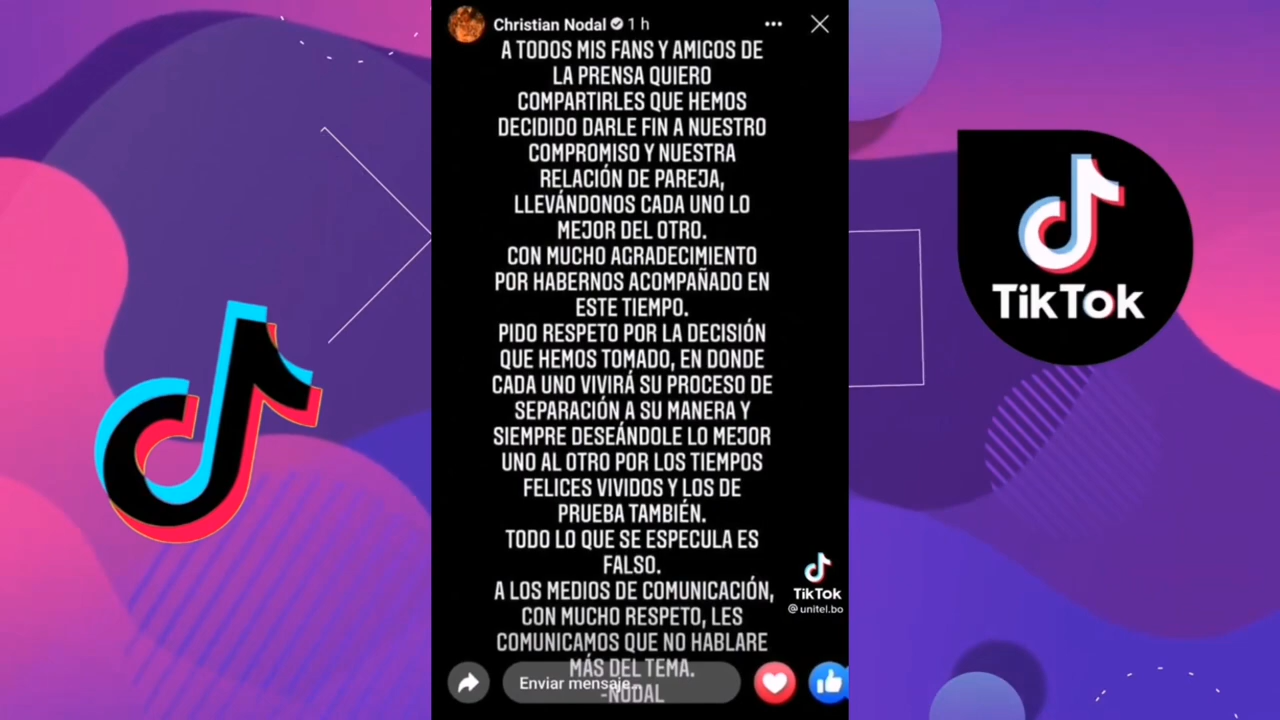 Christian Nodal 1 h
A TODOS MIS FANS Y AMIGOS DE
LA PRENSA QUIERO
COMPARTIRLES QUE HEMOS
DECIDIDO DARLE FIN A NUESTRO
COMPROMISO Y NUESTRA
RELACIÓN DE PAREJA,
LLEVÁNDONOS CADA UNO LO
MEJOR DEL OTRO.
CON MUCHO AGRADECIMIENTO
POR HABERNOS ACOMPAÑADO EN
ESTE TIEMPO.
PIDO RESPETO POR LA DECISIÓN
QUE HEMOS TOMADO, EN DONDE
CADA UNO VIVIRÁ SU PROCESO DE
SEPARACIÓN A SU MANERA Y
SIEMPRE DESEÁNDOLE LO MEJOR
UNO AL OTRO POR LOS TIEMPOS
FELICES VIVIDOS Y LOS DE
PRUEBA TAMBIÉN.
TODO LO QUE SE ESPECULA ES
FALSO.
A LOS MEDIOS DE COMUNICACIÓN,
CON MUCHO RESPETO, LES
COMUNICAMOS QUE NO HABLARE
MÁS DEL TEMA.
-NODAL
Enviar mensaje...
TikTok
@unitel.bo
TikTok